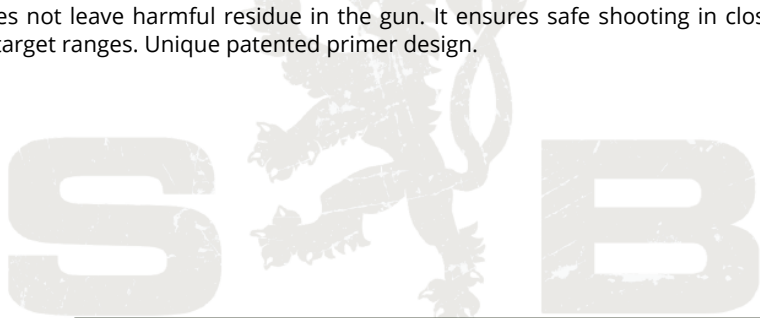 es not leave harmful residue in the gun. It ensures safe shooting in clos
target ranges. Unique patented primer design.
S B